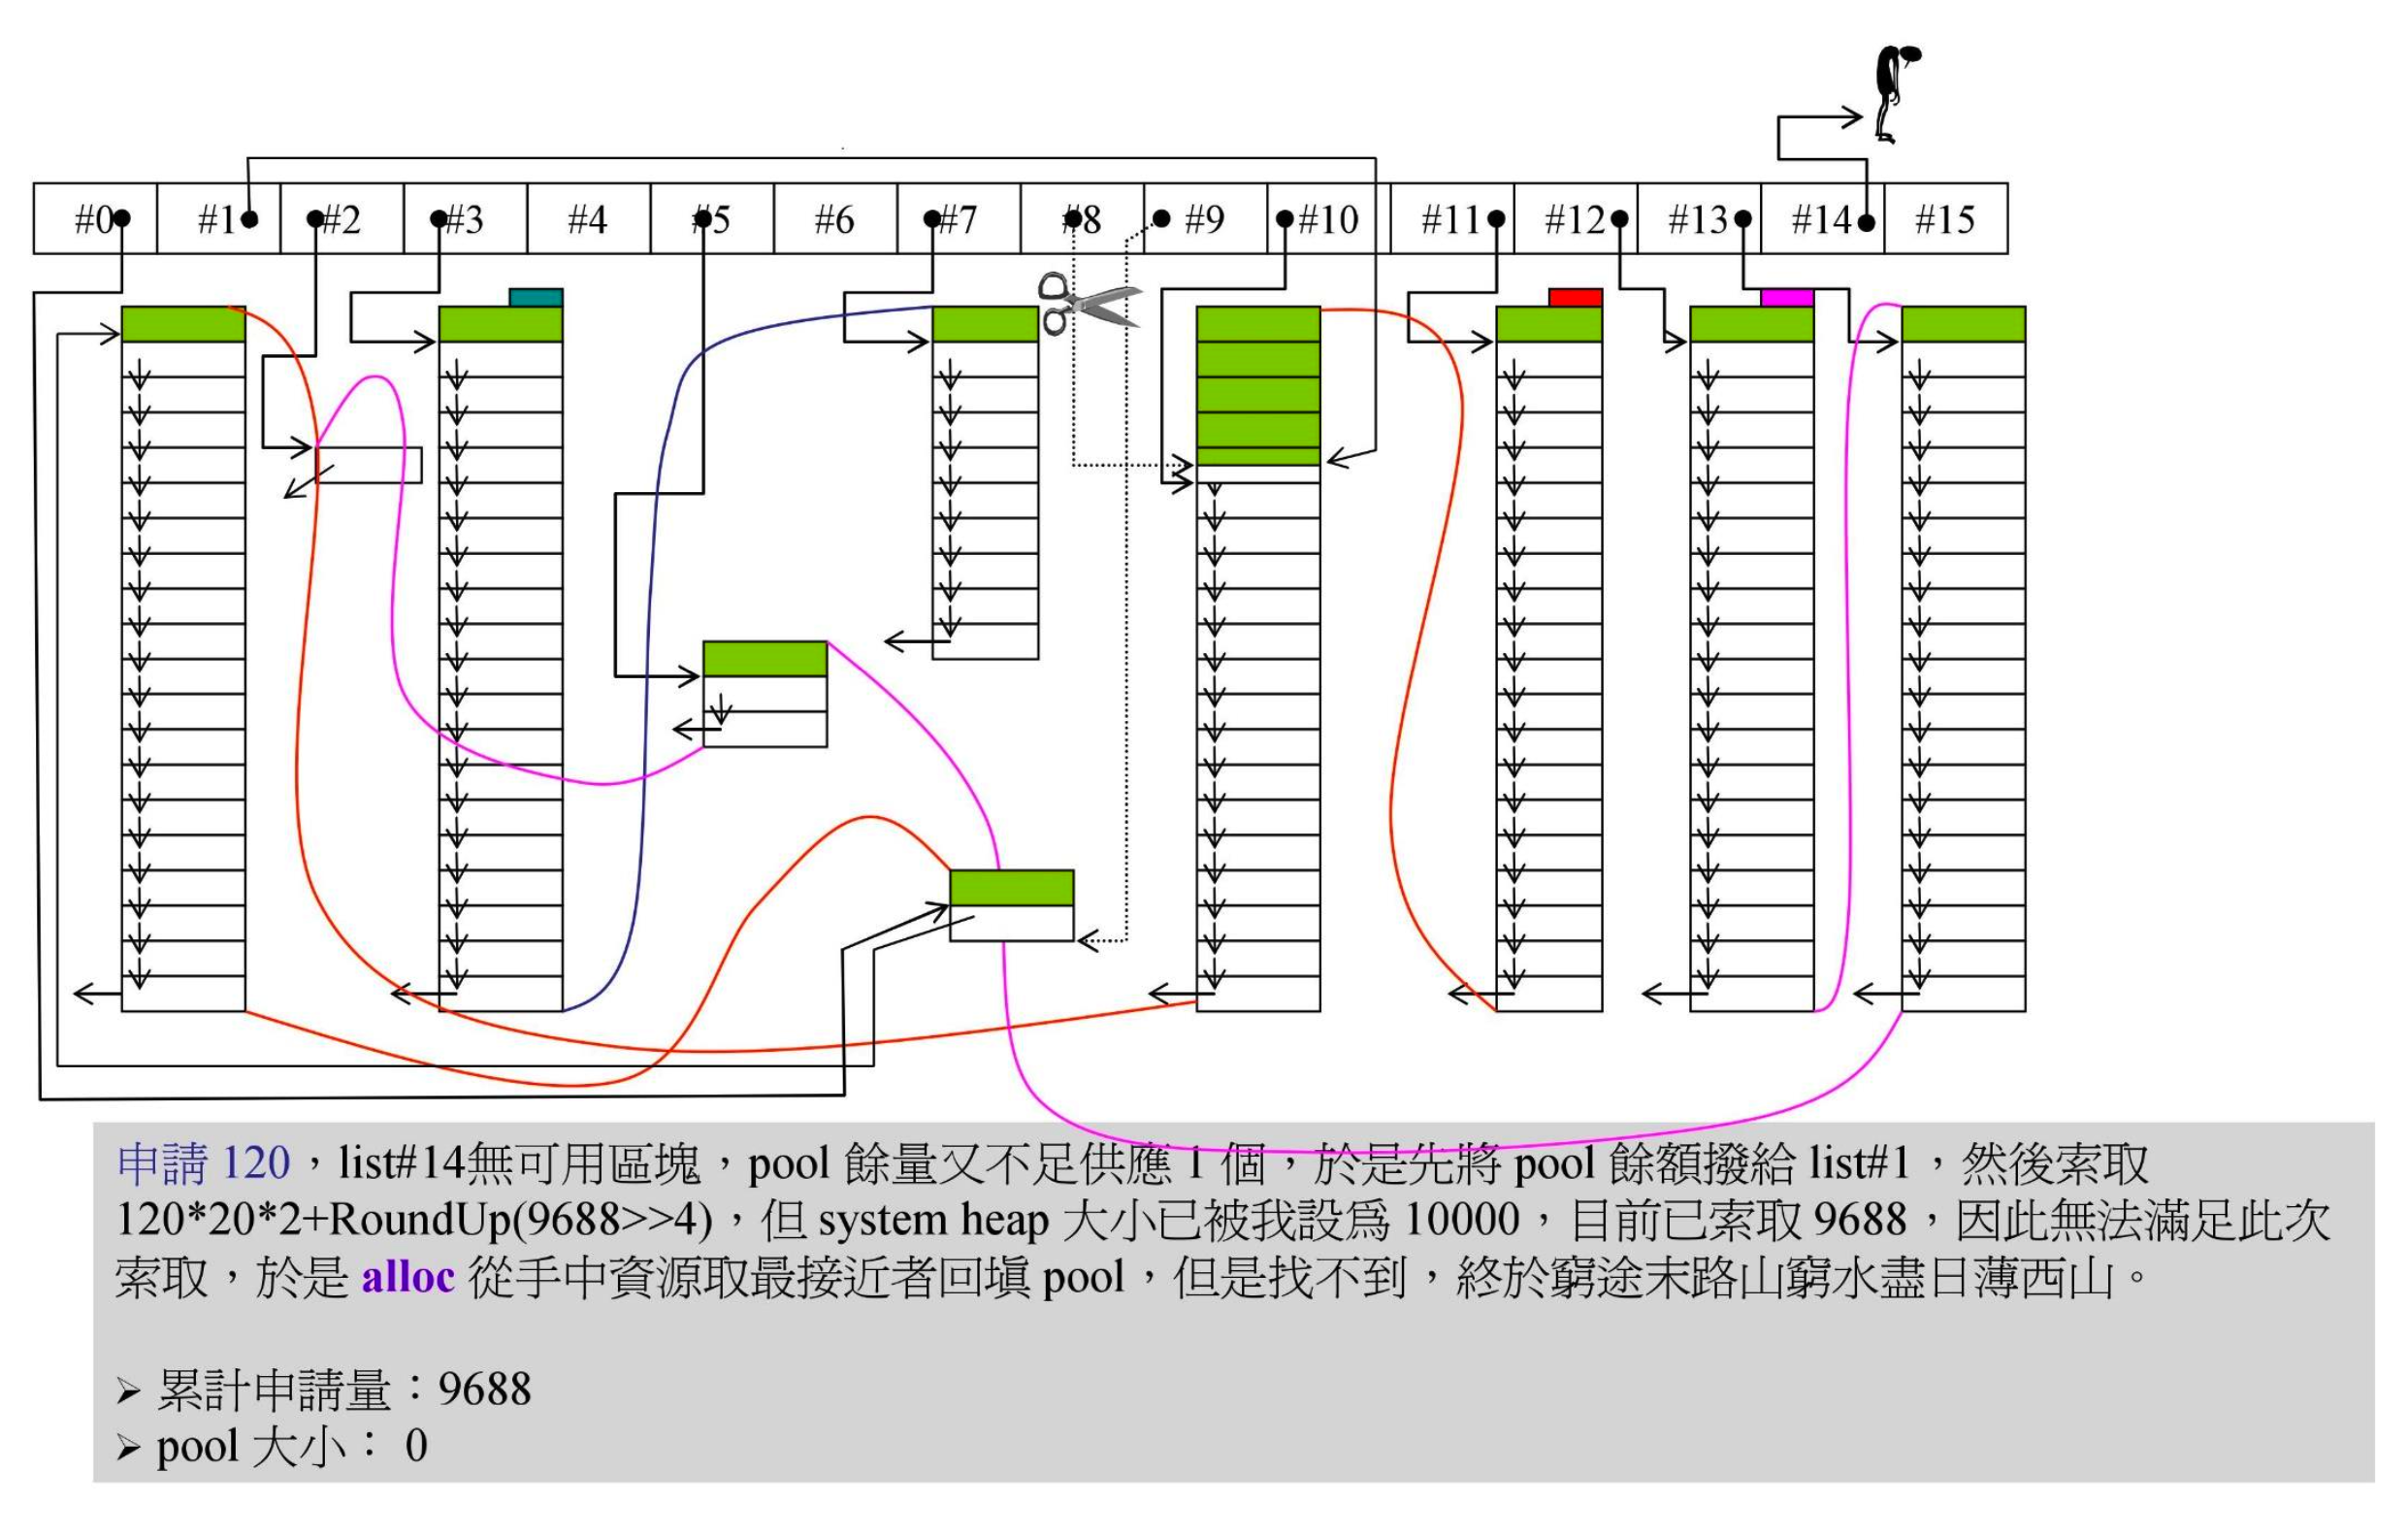 #0 #1 #2 #3 #4 #5 #6 #7 #8 #9 #10 #11 #12 #13 #14 #15
申請 120，list#14無可用區塊，pool 餘量又不足供應 1 個，於是先將 pool 餘額撥給 list#1，然後索取
120*20*2+RoundUp(9688>>4)，但 system heap 大小已被我設為 10000，目前已索取 9688，因此無法滿足此次
索取，於是 alloc 從手中資源取最接近者回填 pool，但是找不到，終於窮途末路山窮水盡日薄西山。
➢ 累計申請量：9688
➢ pool 大小： 0